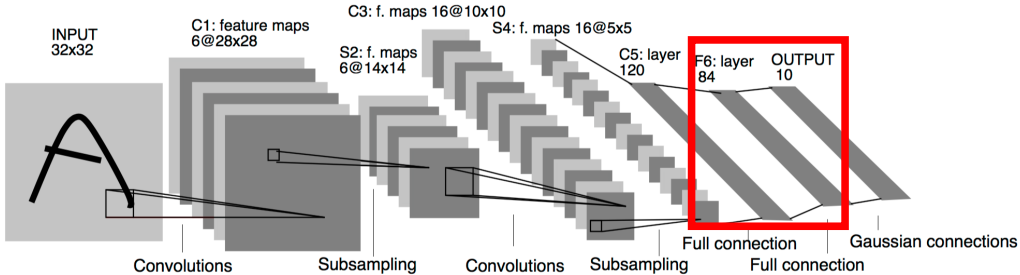 INPUT
32x32
C1: feature maps
6@28x28
S2: f. maps
6@14x14
C3: f. maps 16@10x10
S4: f. maps 16@5x5
C5: layer
120
F6: layer
84
OUTPUT
10
Convolutions
Subsampling
Convolutions
Subsampling
Full connection
Full connection
Gaussian connections